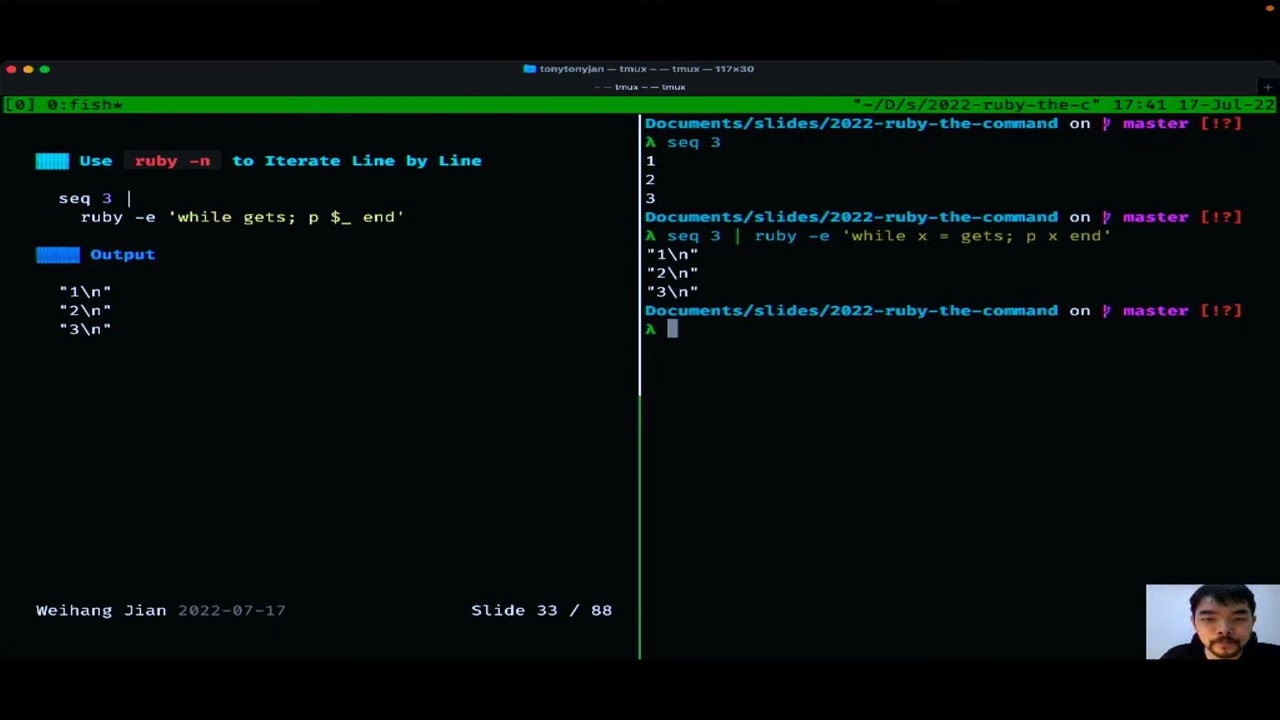 tonytonyjan — tmux ‹ — tmux — 117×30
~ — tmux ‹ — tmux
+
[0] 0:fish* "~/D/s/2022-ruby-the-c" 17:41 17-Jul-22
Use ruby -n to Iterate Line by Line
seq 3 |
ruby -e 'while gets; p $_ end'
Output
"1\n"
"2\n"
"3\n"
Weihang Jian 2022-07-17 Slide 33 / 88
Documents/slides/2022-ruby-the-command on master [!?]
λ seq 3
1
2
3
Documents/slides/2022-ruby-the-command on master [!?]
λ seq 3 | ruby -e 'while x = gets; p x end'
"1\n"
"2\n"
"3\n"
Documents/slides/2022-ruby-the-command on master [!?]
λ